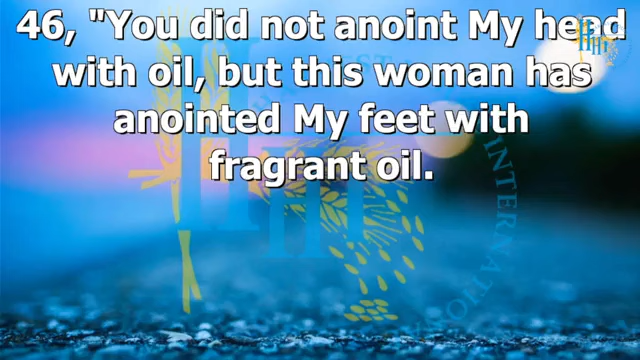 46, "You did not anoint My head
with oil, but this woman has
anointed My feet with
fragrant oil.